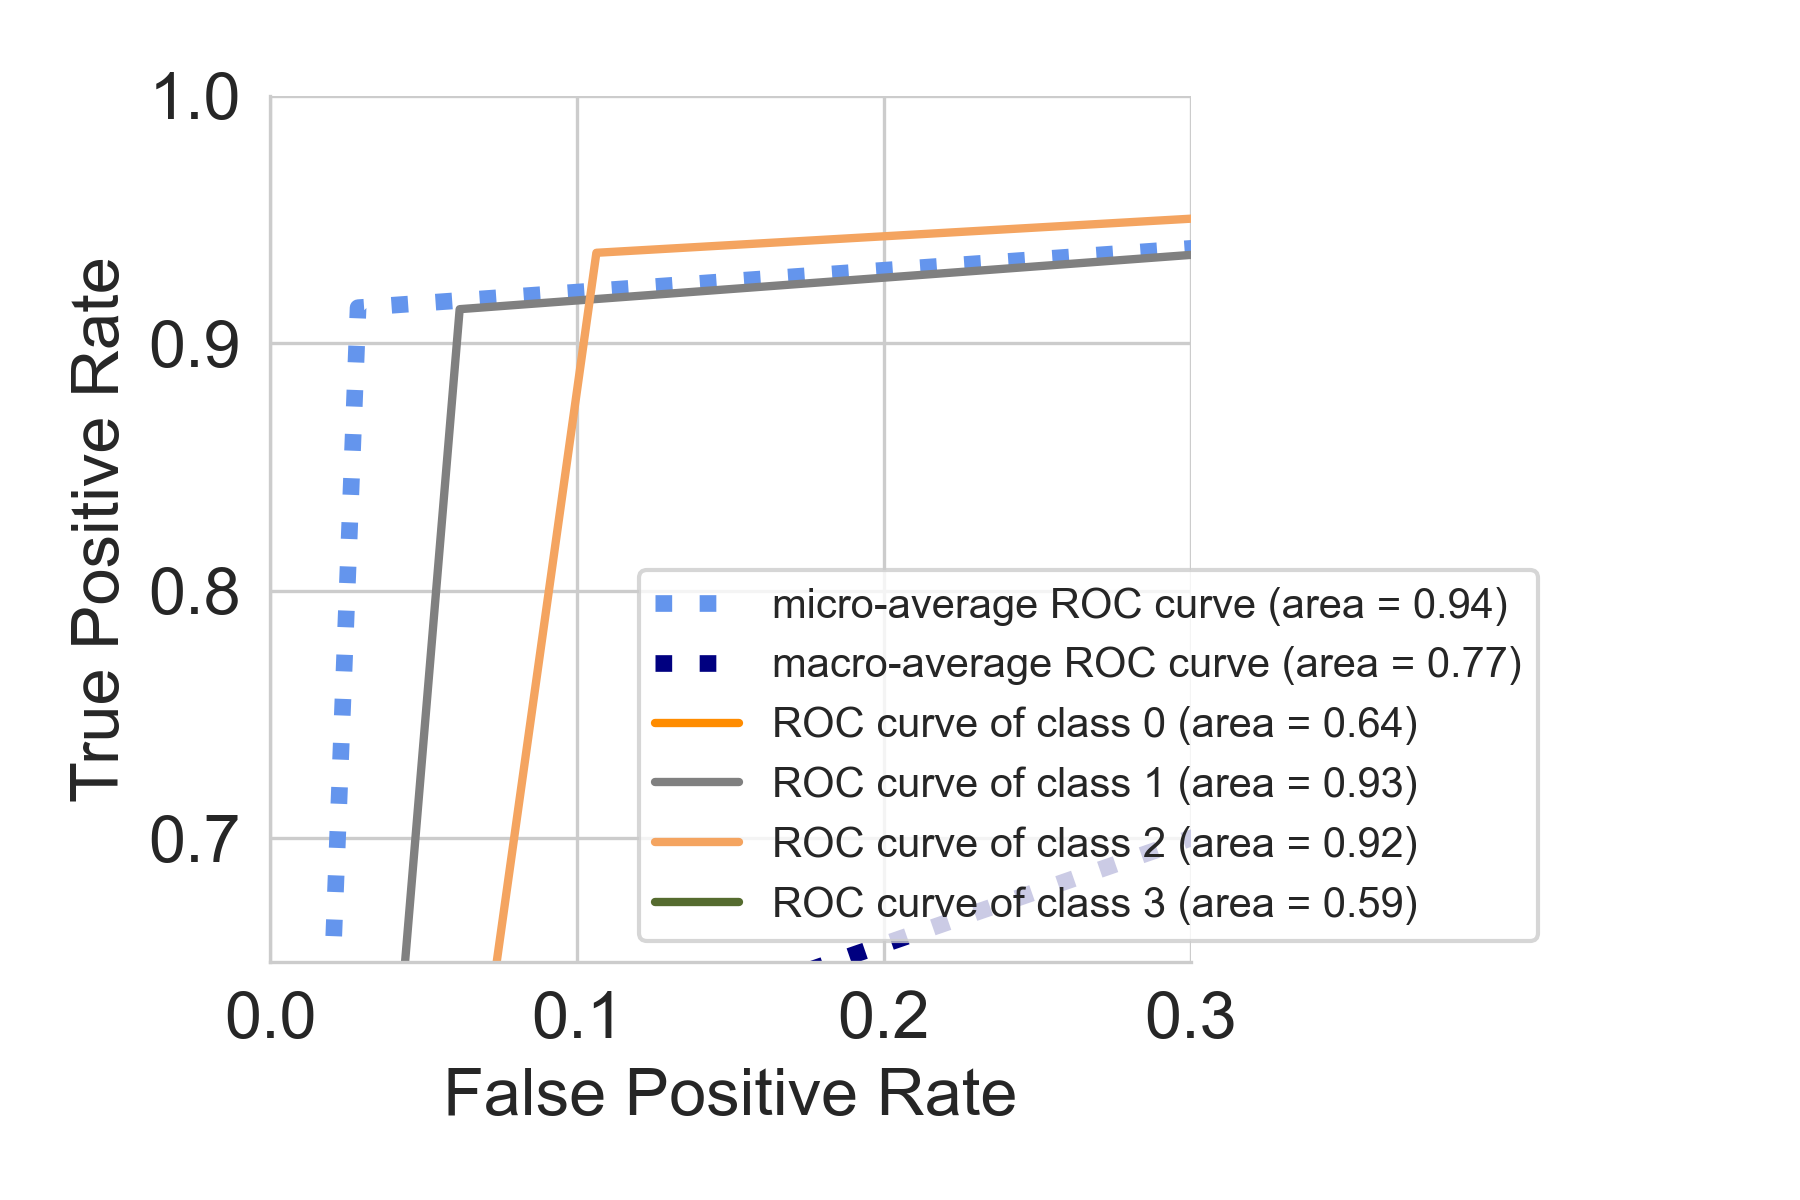 1.0
0.9
0.8
0.7
True Positive Rate
micro-average ROC curve (area = 0.94)
macro-average ROC curve (area = 0.77)
ROC curve of class 0 (area = 0.64)
ROC curve of class 1 (area = 0.93)
ROC curve of class 2 (area = 0.92)
ROC curve of class 3 (area = 0.59)
0.0 0.1 0.2 0.3
False Positive Rate